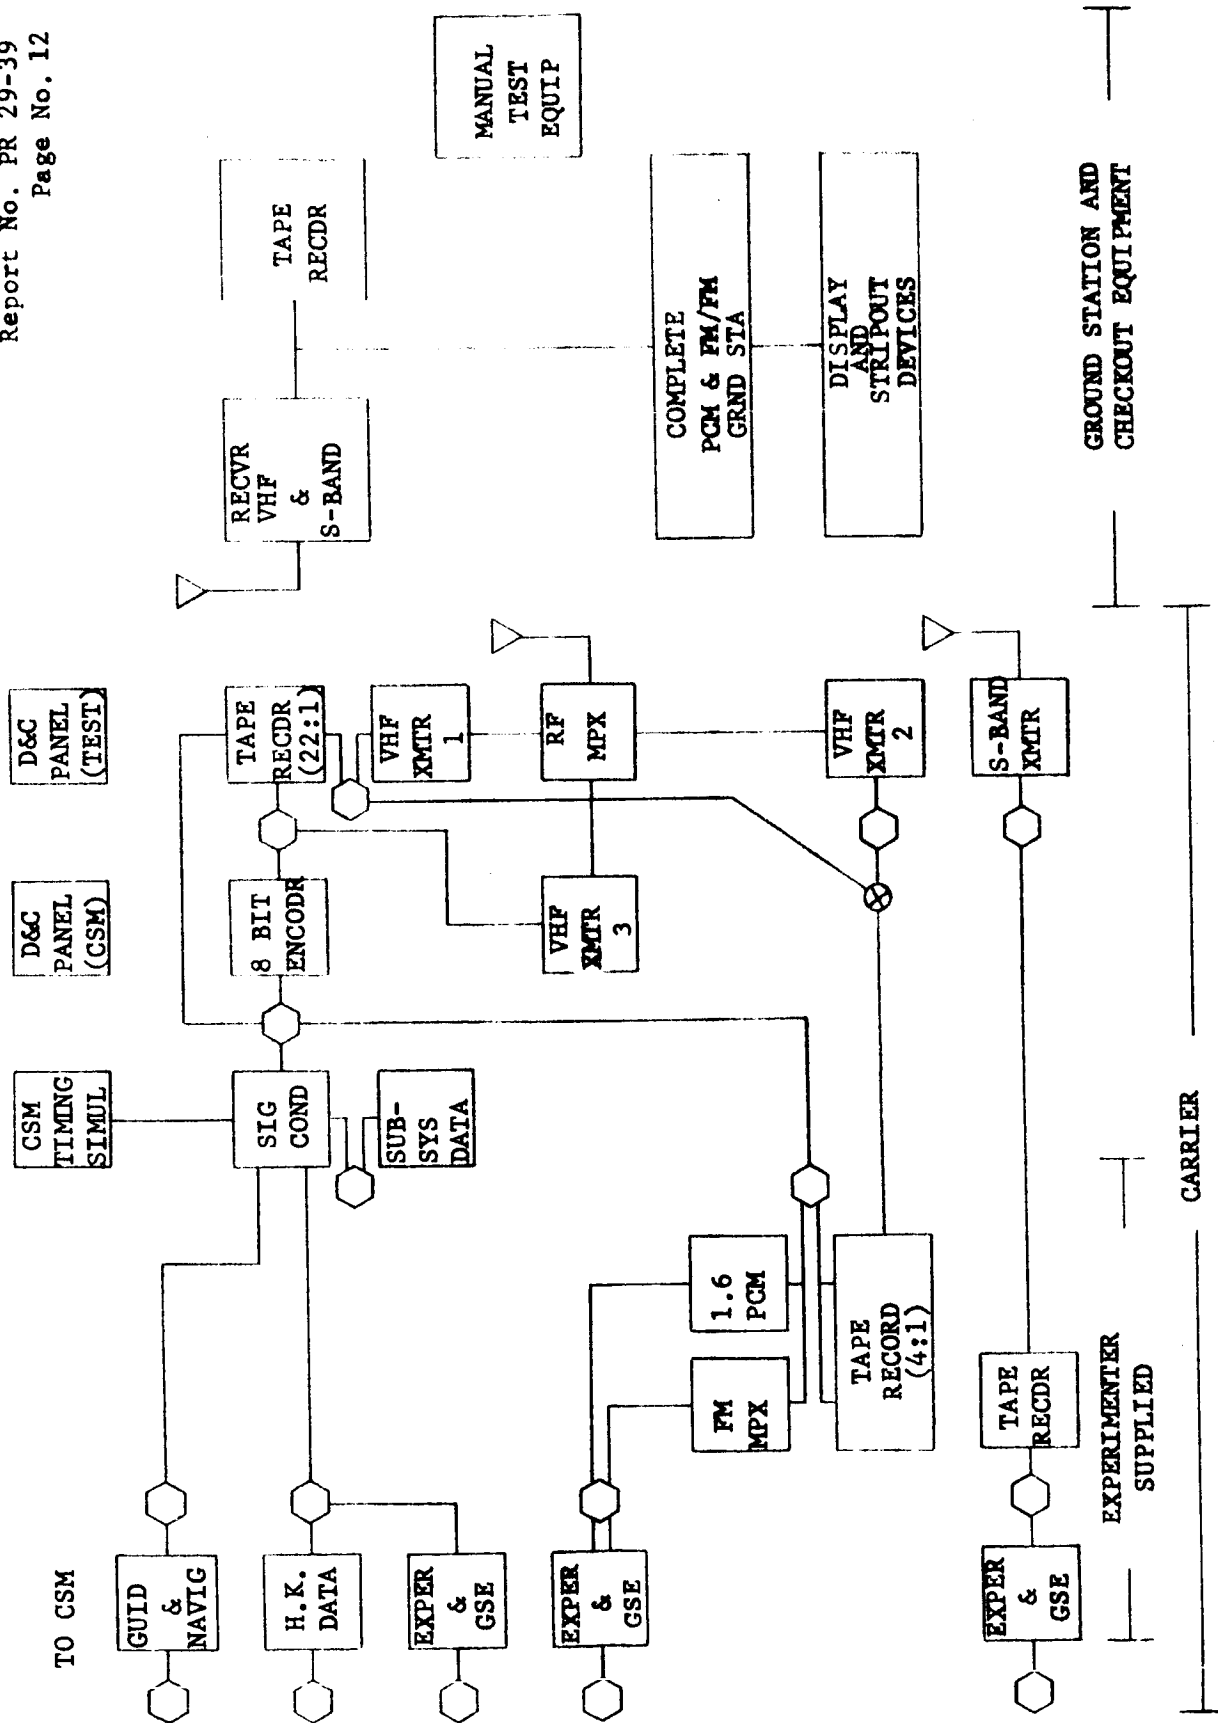 Report No. PR 29-39
Page No. 12
TO CSM
GUID
&
NAVIG
H.K.
DATA
EXPER
&
GSE
EXPER
&
GSE
EXPER
&
GSE
CSM
TIMING
SIMUL
SIG
COND
SUB-
SYS
DATA
FM
MPX
1.6
PCM
TAPE
RECORD
(4:1)
TAPE
RECDR
D&C
PANEL
(CSM)
8 BIT
ENCODR
VHF
XMTR
3
D&C
PANEL
(TEST)
TAPE
RECDR
(22:1)
VHF
XMTR
1
RF
MPX
VHF
XMTR
2
S-BAND
XMTR
RECVR
VHF
&
S-BAND
TAPE
RECDR
MANUAL
TEST
EQUIP
COMPLETE
PCM & FM/FM
GRND STA
DISPLAY
AND
STRIPOUT
DEVICES
EXPERIMENTER
SUPPLIED
CARRIER
GROUND STATION AND
CHECKOUT EQUIPMENT